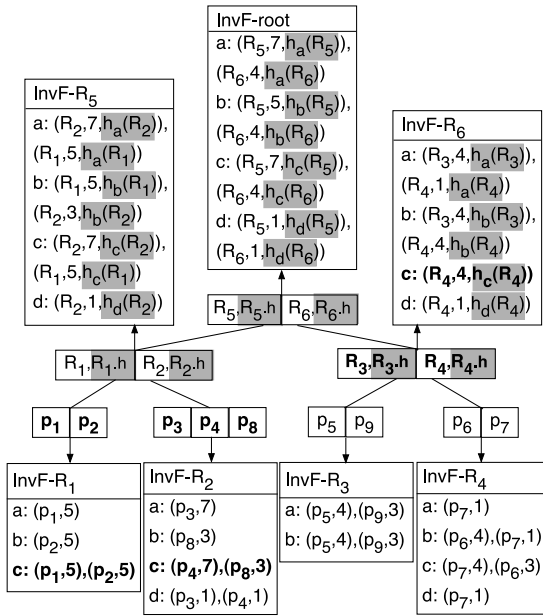 InvF-root
a: (R5,7,ha(R5)),
(R6,4,ha(R6))
b: (R5,5,hb(R5)),
(R6,4,hb(R6))
c: (R5,7,hc(R5)),
(R6,4,hc(R6))
d: (R5,1,hd(R5)),
(R6,1,hd(R6))
InvF-R5
a: (R2,7,ha(R2)),
(R1,5,ha(R1))
b: (R1,5,hb(R1)),
(R2,3,hb(R2))
c: (R2,7,hc(R2)),
(R1,5,hc(R1))
d: (R2,1,hd(R2))
InvF-R6
a: (R3,4,ha(R3)),
(R4,1,ha(R4))
b: (R3,4,hb(R3)),
(R4,4,hb(R4))
c: (R4,4,hc(R4))
d: (R4,1,hd(R4))
R5,R5.h R6,R6.h
R1,R1.h R2,R2.h
R3,R3.h R4,R4.h
p1 p2
p3 p4 p8
p5 p9
p6 p7
InvF-R1
a: (p1,5)
b: (p2,5)
c: (p1,5),(p2,5)
InvF-R2
a: (p3,7)
b: (p8,3)
c: (p4,7),(p8,3)
d: (p3,1),(p4,1)
InvF-R3
a: (p5,4),(p9,3)
b: (p5,4),(p9,3)
InvF-R4
a: (p7,1)
b: (p6,4),(p7,1)
c: (p7,4),(p6,3)
d: (p7,1)